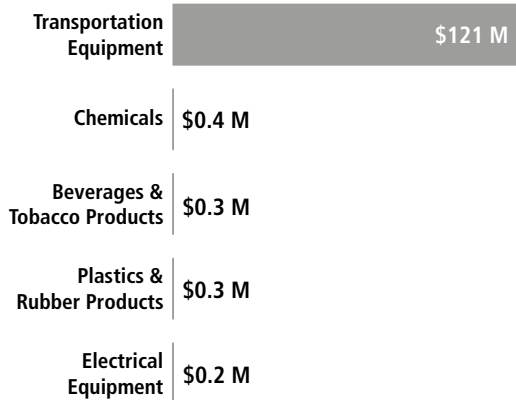 Transportation
Equipment
$121 M
Chemicals
$0.4 M
Beverages &
Tobacco Products
$0.3 M
Plastics &
Rubber Products
$0.3 M
Electrical
Equipment
$0.2 M